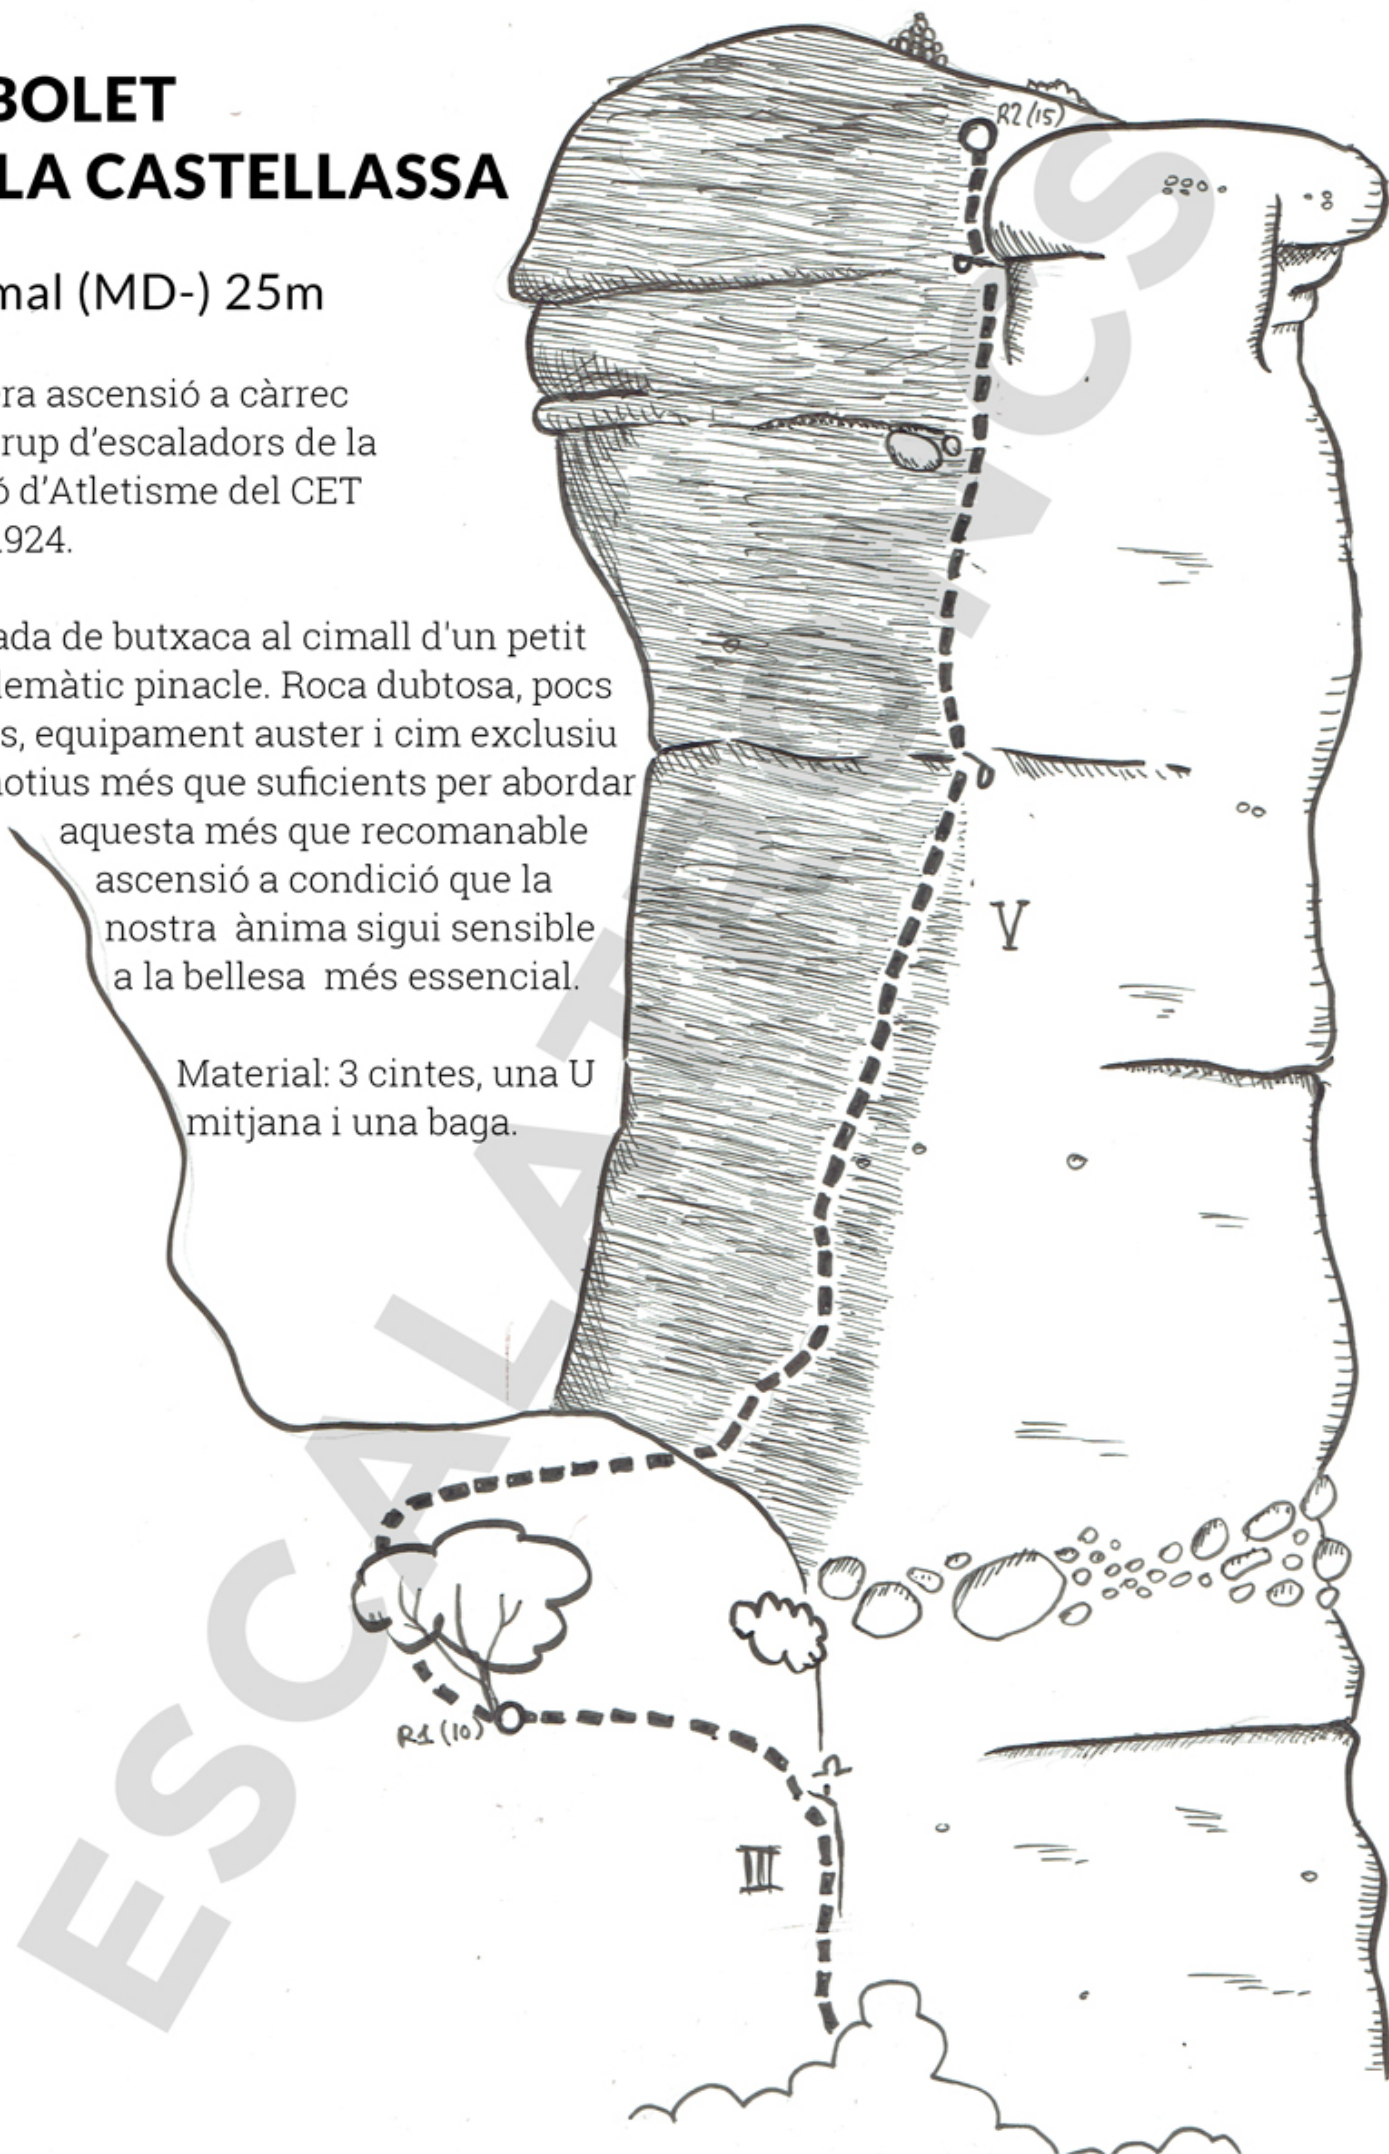 BOLET
LA CASTELLASSA
mal (MD-) 25m
ra ascensió a càrrec
rup d'escaladors de la
ó d'Atletisme del CET
1924.
ada de butxaca al cimall d'un petit
lemàtic pinacle. Roca dubtosa, pocs
s, equipament auster i cim exclusiu
notius més que suficients per abordar
aquesta més que recomanable
ascensió a condició que la
nostra ànima sigui sensible
a la bellesa més essencial.
Material: 3 cintes, una U
mitjana i una baga.
R2 (15)
V
R1 (10)
III